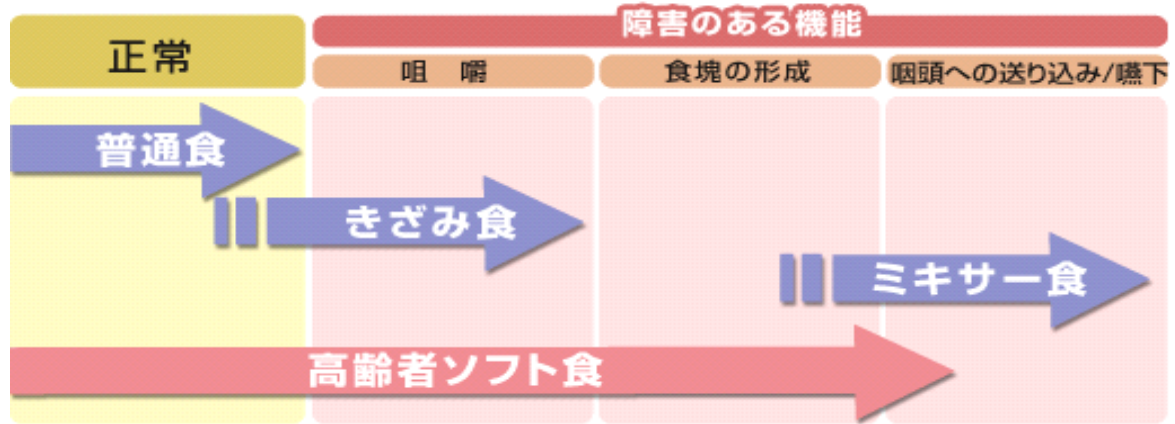 障害のある機能
正常
咀　嚼
食塊の形成
咽頭への送り込み/嚥下
普通食
きざみ食
ミキサー食
高齢者ソフト食